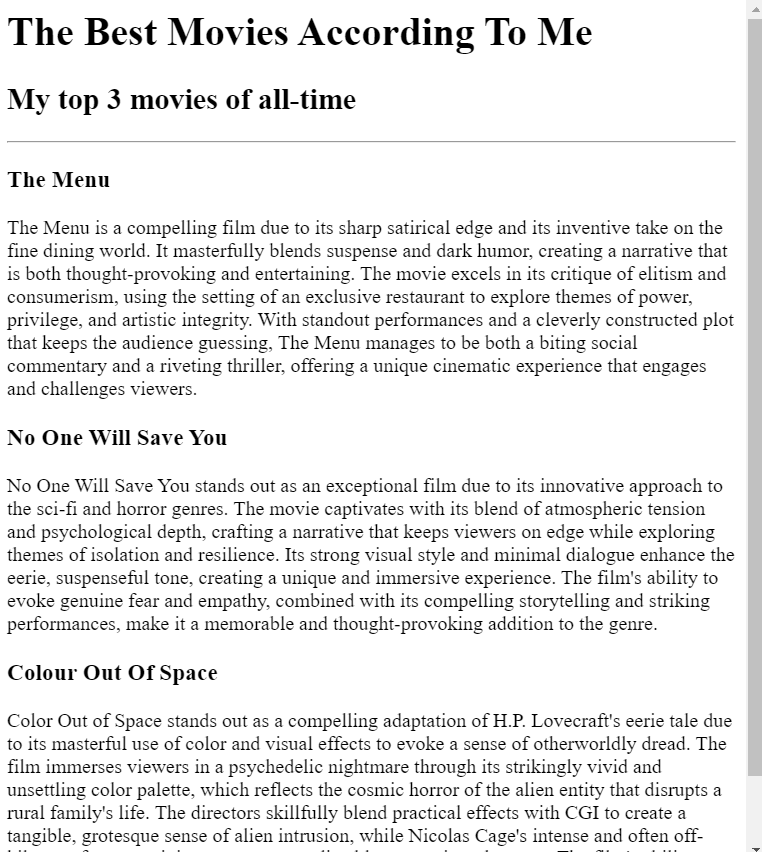 The Best Movies According To Me
My top 3 movies of all-time
The Menu
The Menu is a compelling film due to its sharp satirical edge and its inventive take on the
fine dining world. It masterfully blends suspense and dark humor, creating a narrative that
is both thought-provoking and entertaining. The movie excels in its critique of elitism and
consumerism, using the setting of an exclusive restaurant to explore themes of power,
privilege, and artistic integrity. With standout performances and a cleverly constructed plot
that keeps the audience guessing, The Menu manages to be both a biting social
commentary and a riveting thriller, offering a unique cinematic experience that engages
and challenges viewers.
No One Will Save You
No One Will Save You stands out as an exceptional film due to its innovative approach to
the sci-fi and horror genres. The movie captivates with its blend of atmospheric tension
and psychological depth, crafting a narrative that keeps viewers on edge while exploring
themes of isolation and resilience. Its strong visual style and minimal dialogue enhance the
eerie, suspenseful tone, creating a unique and immersive experience. The film's ability to
evoke genuine fear and empathy, combined with its compelling storytelling and striking
performances, make it a memorable and thought-provoking addition to the genre.
Colour Out Of Space
Color Out of Space stands out as a compelling adaptation of H.P. Lovecraft's eerie tale due
to its masterful use of color and visual effects to evoke a sense of otherworldly dread. The
film immerses viewers in a psychedelic nightmare through its strikingly vivid and
unsettling color palette, which reflects the cosmic horror of the alien entity that disrupts a
rural family's life. The directors skillfully blend practical effects with CGI to create a
tangible, grotesque sense of alien intrusion, while Nicolas Cage's intense and often off-